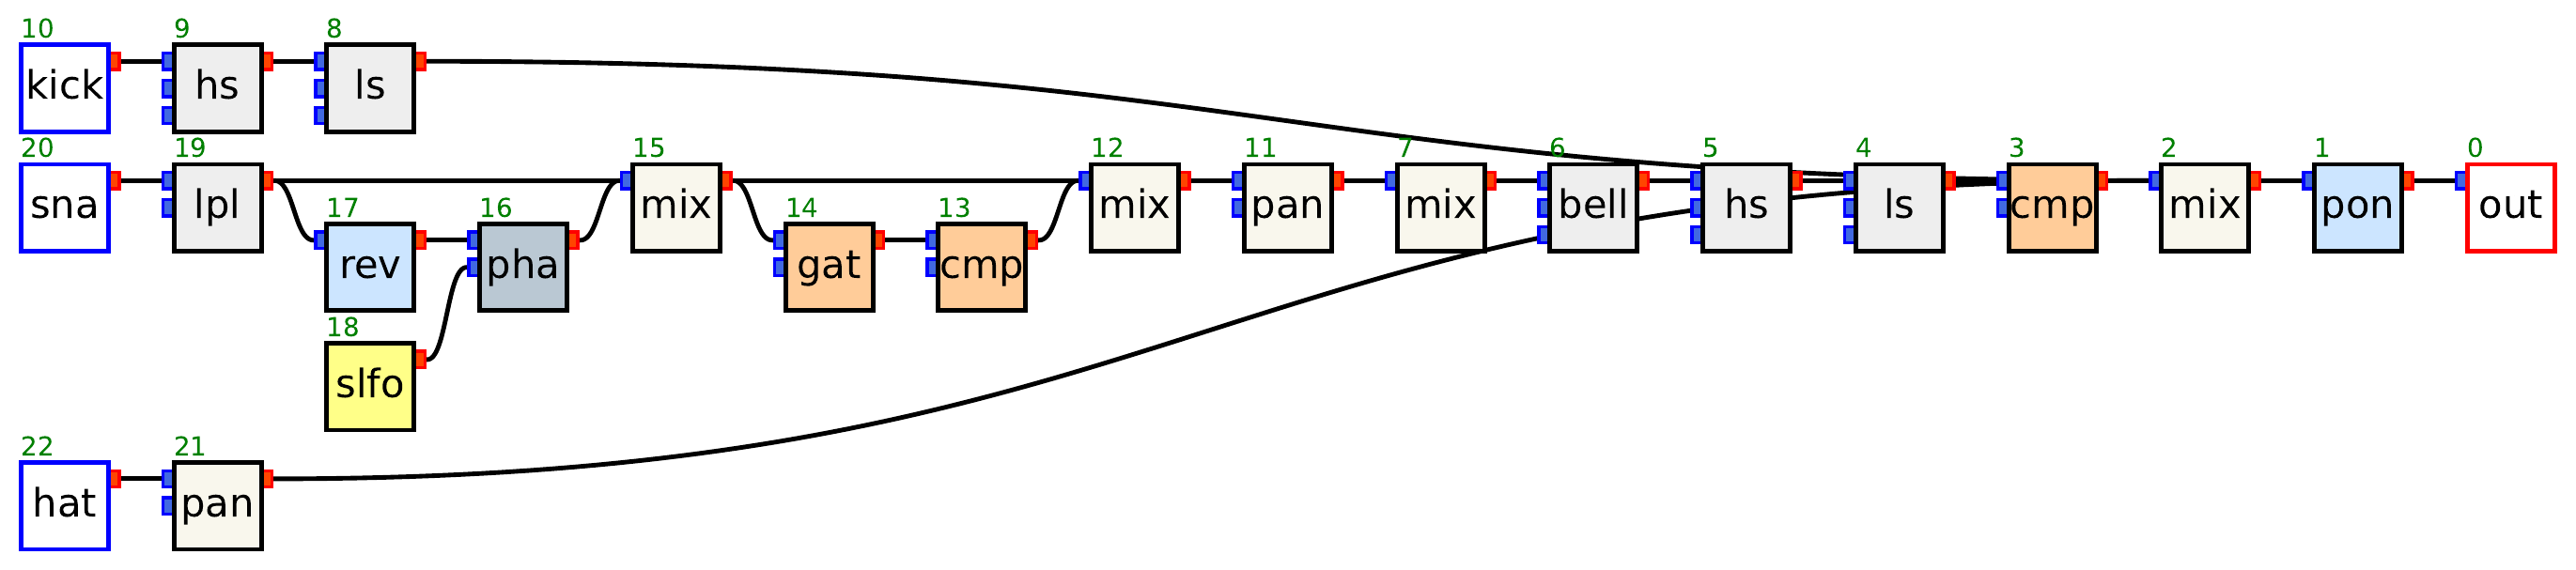 10 9 8
kick hs ls
20 19 15 12 11 7 6 5 4 3 2 1 0
sna lpl mix mix pan mix bell hs ls cmp mix pon out
17 16 14 13
rev pha gat cmp
18
slfo
22 21
hat pan